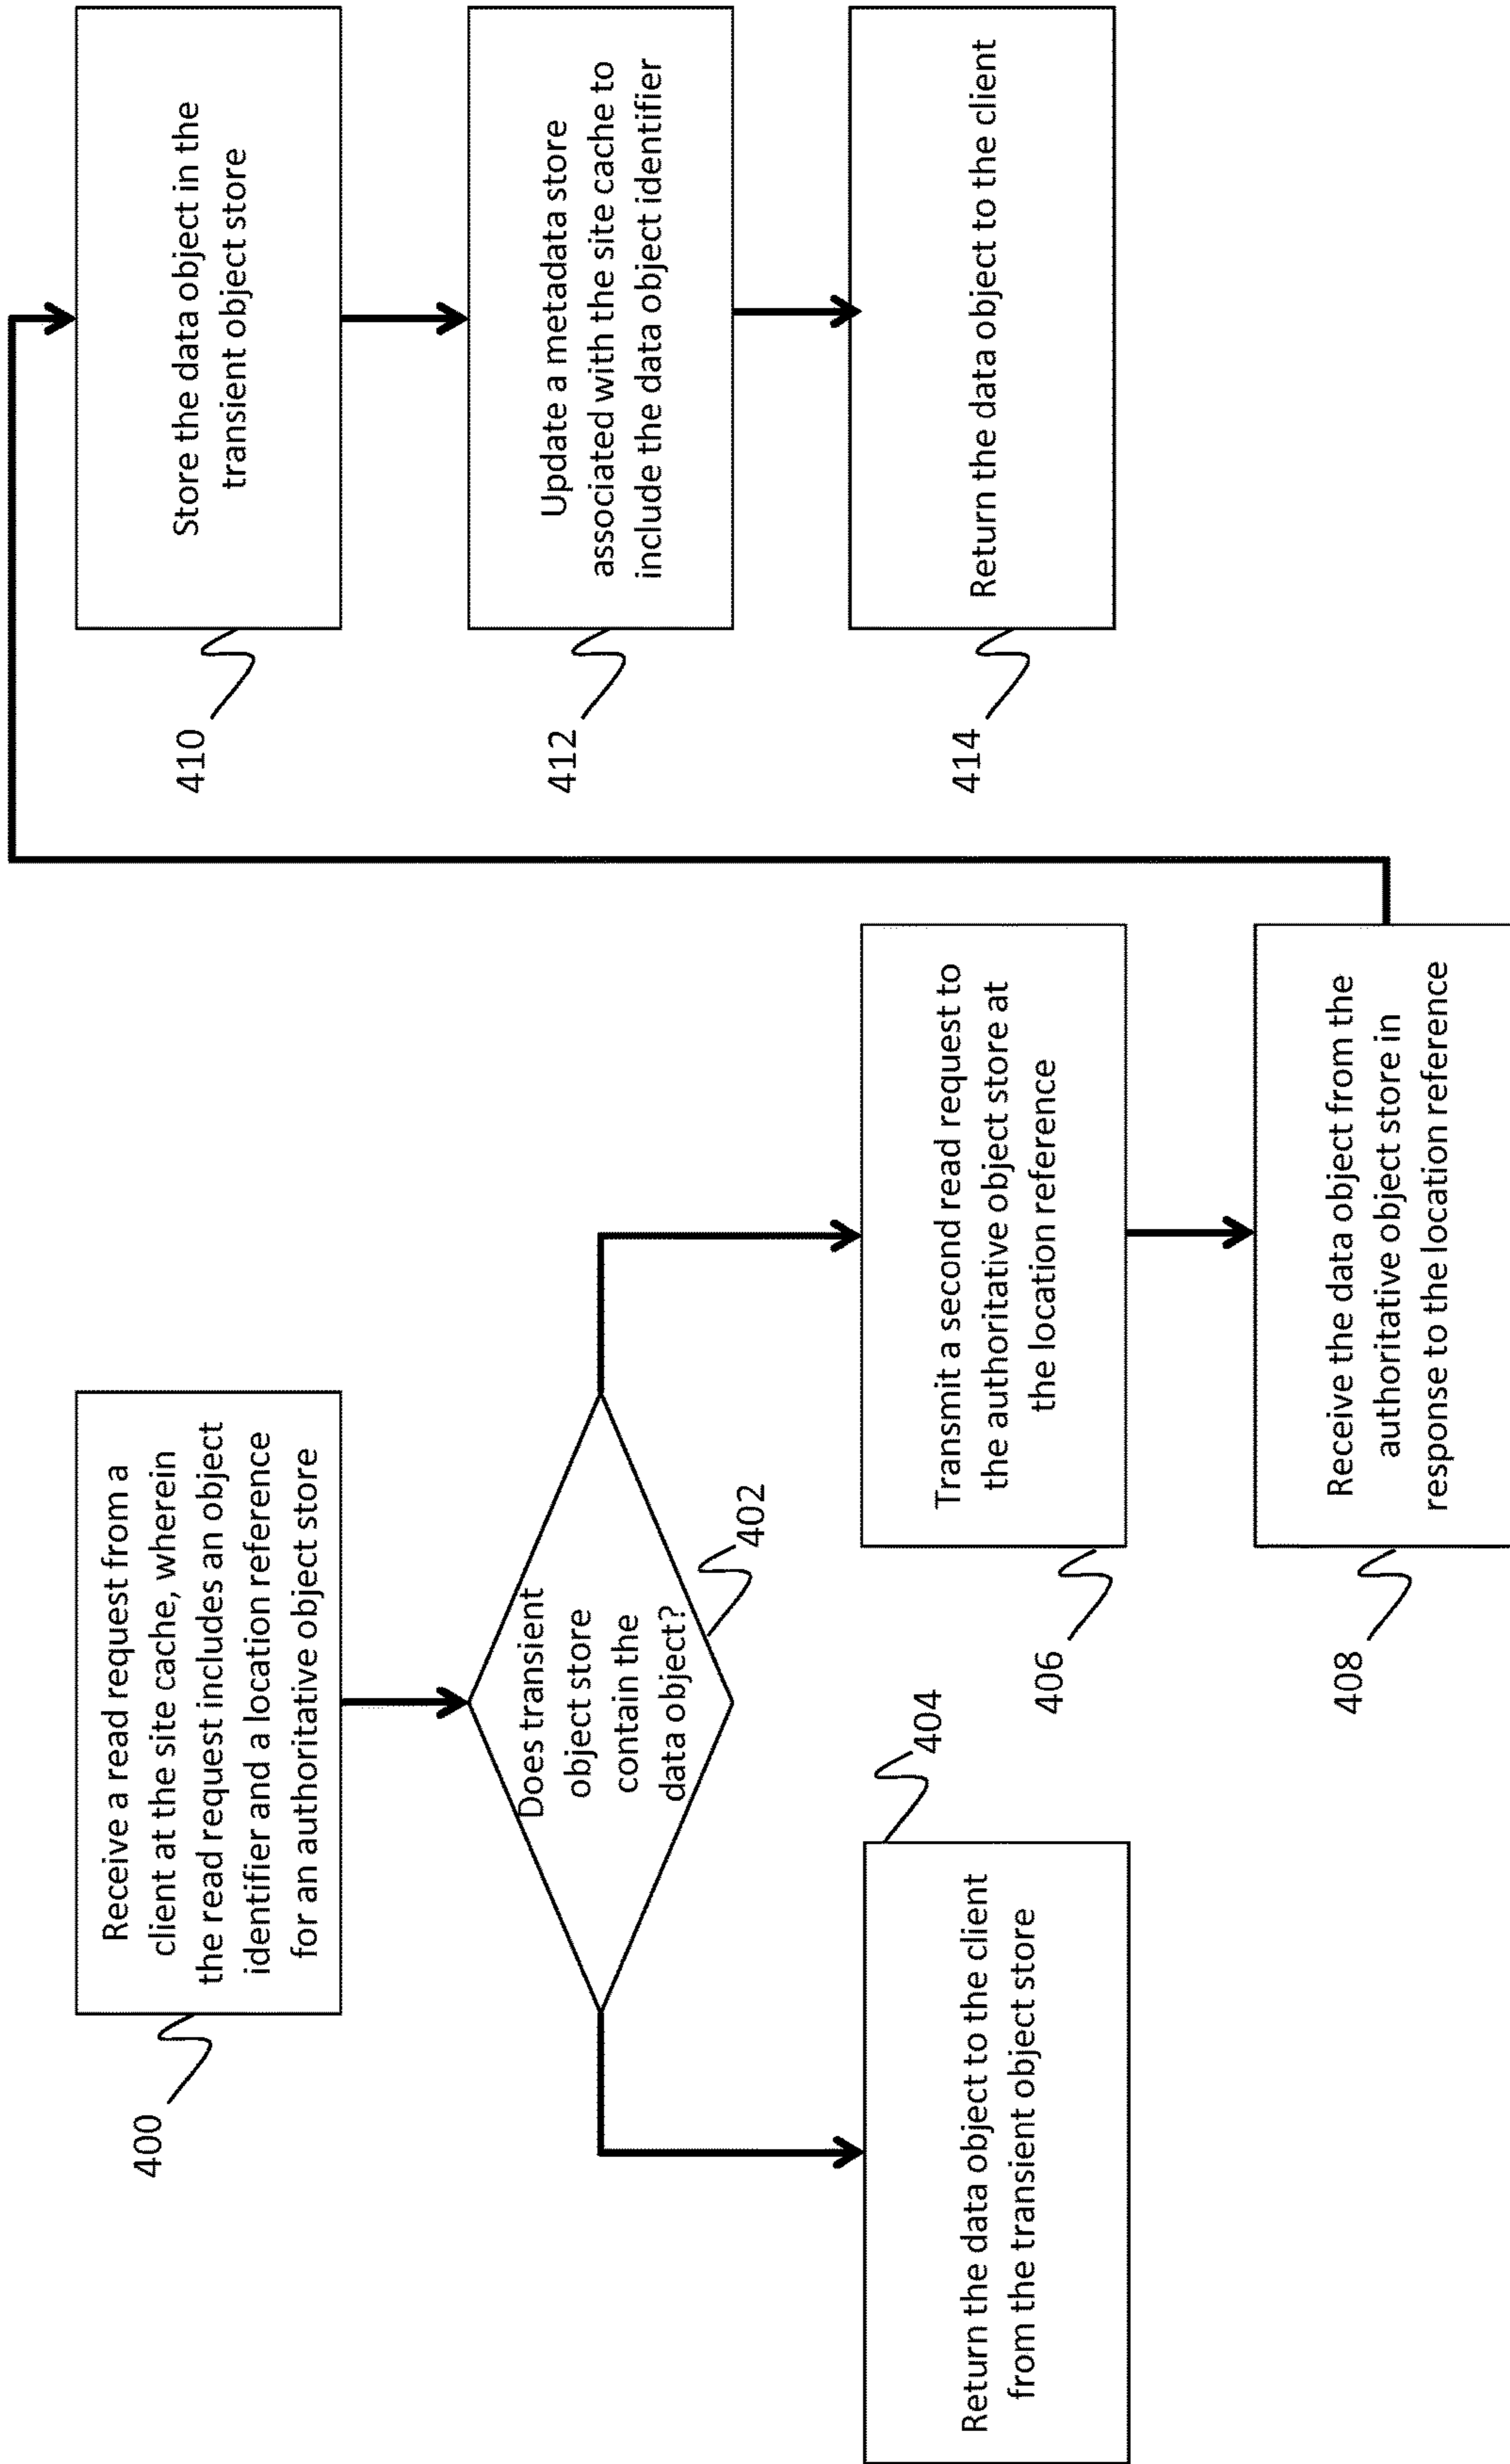 400
Receive a read request from a
client at the site cache, wherein
the read request includes an object
identifier and a location reference
for an authoritative object store
Does transient
object store
contain the
data object?
402
404
Return the data object to the client
from the transient object store
406
Transmit a second read request to
the authoritative object store at
the location reference
408
Receive the data object from the
authoritative object store in
response to the location reference
410
Store the data object in the
transient object store
412
Update a metadata store
associated with the site cache to
include the data object identifier
414
Return the data object to the client